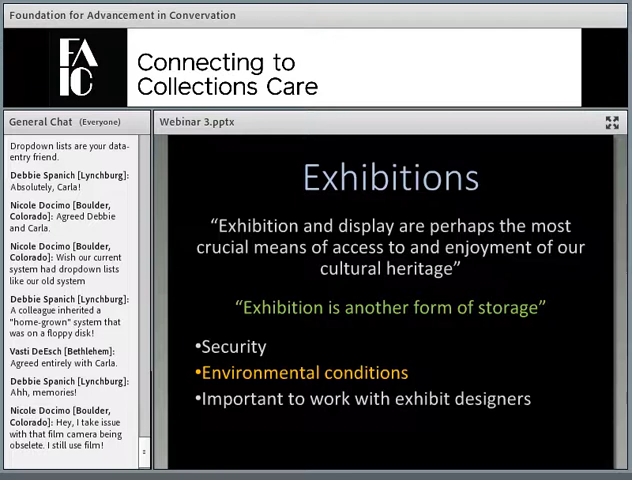 Foundation for Advancement in Convervation
FA
IC
Connecting to
Collections Care
General Chat (Everyone)
Dropdown lists are your data-
entry friend.
Debbie Spanich [Lynchburg]:
Absolutely, Carla!
Nicole Docimo [Boulder,
Colorado]: Agreed Debbie
and Carla.
Nicole Docimo [Boulder,
Colorado]: Wish our current
system had dropdown lists
like our old system
Debbie Spanich [Lynchburg]:
A colleague inherited a
"home-grown" system that
was on a floppy disk!
Vasti DeEsch [Bethlehem]:
Agreed entirely with Carla.
Debbie Spanich [Lynchburg]:
Ahh, memories!
Nicole Docimo [Boulder,
Colorado]: Hey, I take issue
with that film camera being
obselete. I still use film!
Webinar 3.pptx
Exhibitions
“Exhibition and display are perhaps the most
crucial means of access to and enjoyment of our
cultural heritage”
“Exhibition is another form of storage”
•Security
•Environmental conditions
•Important to work with exhibit designers